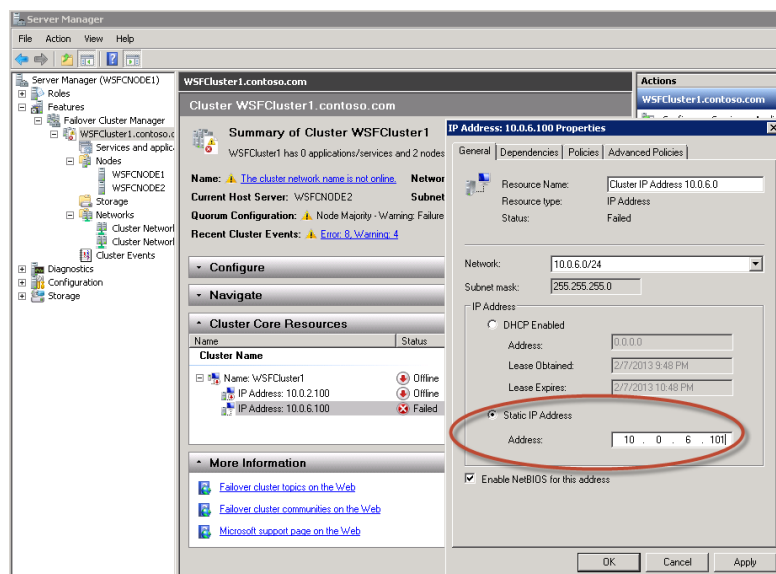 Server Manager
File Action View Help
Server Manager (WSFCNODE1)
Roles
Features
Failover Cluster Manager
WSFCluster1.contoso.c
Services and applic
Nodes
WSFCNODE1
WSFCNODE2
Storage
Networks
Cluster Networ
Cluster Networ
Cluster Events
Diagnostics
Configuration
Storage
WSFCluster1.contoso.com
Cluster WSFCluster1.contoso.com
Summary of Cluster WSFCluster1
WSFCluster1 has 0 applications/services and 2 nodes
Name: The cluster network name is not online. Networ
Current Host Server: WSFCNODE2 Subnet
Quorum Configuration: Node Majority - Warning: Failure
Recent Cluster Events: Error: 8, Warning: 4
Configure
Navigate
Cluster Core Resources
Name Status
Cluster Name
Name: WSFCluster1 Offline
IP Address: 10.0.2.100 Offline
IP Address: 10.0.6.100 Failed
More Information
Failover cluster topics on the Web
Failover cluster communities on the Web
Microsoft support page on the Web
Actions
WSFCluster1.contoso.com
IP Address: 10.0.6.100 Properties
General Dependencies Policies Advanced Policies
Resource Name: Cluster IP Address 10.0.6.0
Resource type: IP Address
Status: Failed
Network: 10.0.6.0/24
Subnet mask: 255.255.255.0
IP Address
DHCP Enabled
Address: 0.0.0.0
Lease Obtained: 2/7/2013 9:48 PM
Lease Expires: 2/7/2013 10:48 PM
Static IP Address
Address: 10 . 0 . 6 . 101
Enable NetBIOS for this address
OK Cancel Apply